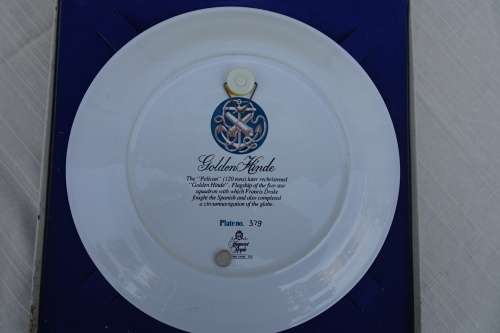 Golden Hinde
The "Pelican" (120 tons) later rechristened
"Golden Hinde". Flagship of the five-star
squadron with which Francis Drake
fought the Spanish and also completed
a circumnavigation of the globe.
Plate no. 379